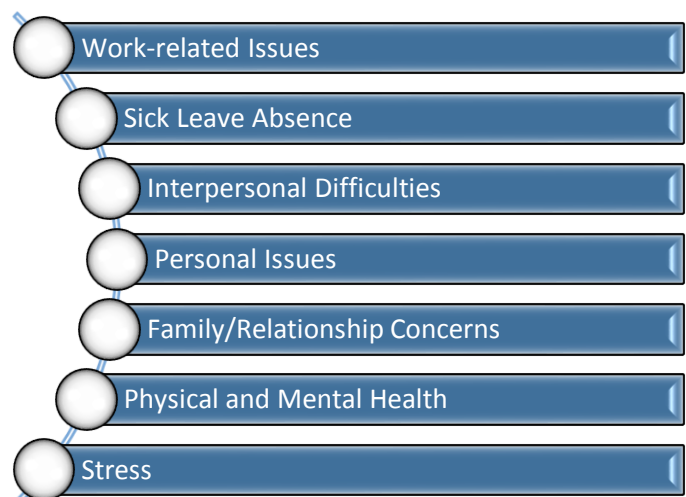 Work-related Issues
Sick Leave Absence
Interpersonal Difficulties
Personal Issues
Family/Relationship Concerns
Physical and Mental Health
Stress